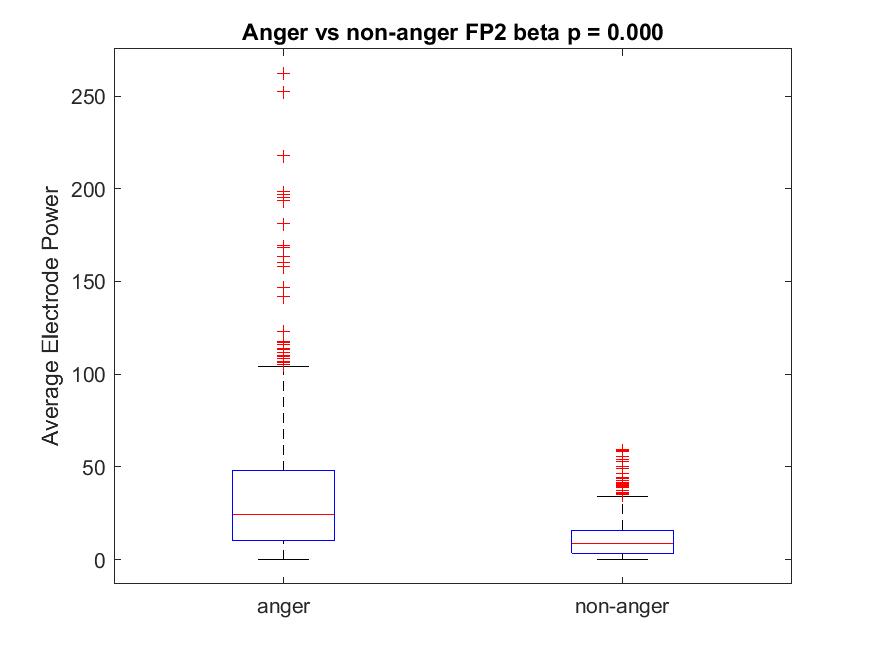 Anger vs non-anger FP2 beta p = 0.000
Average Electrode Power
250
200
150
100
50
0
anger
non-anger